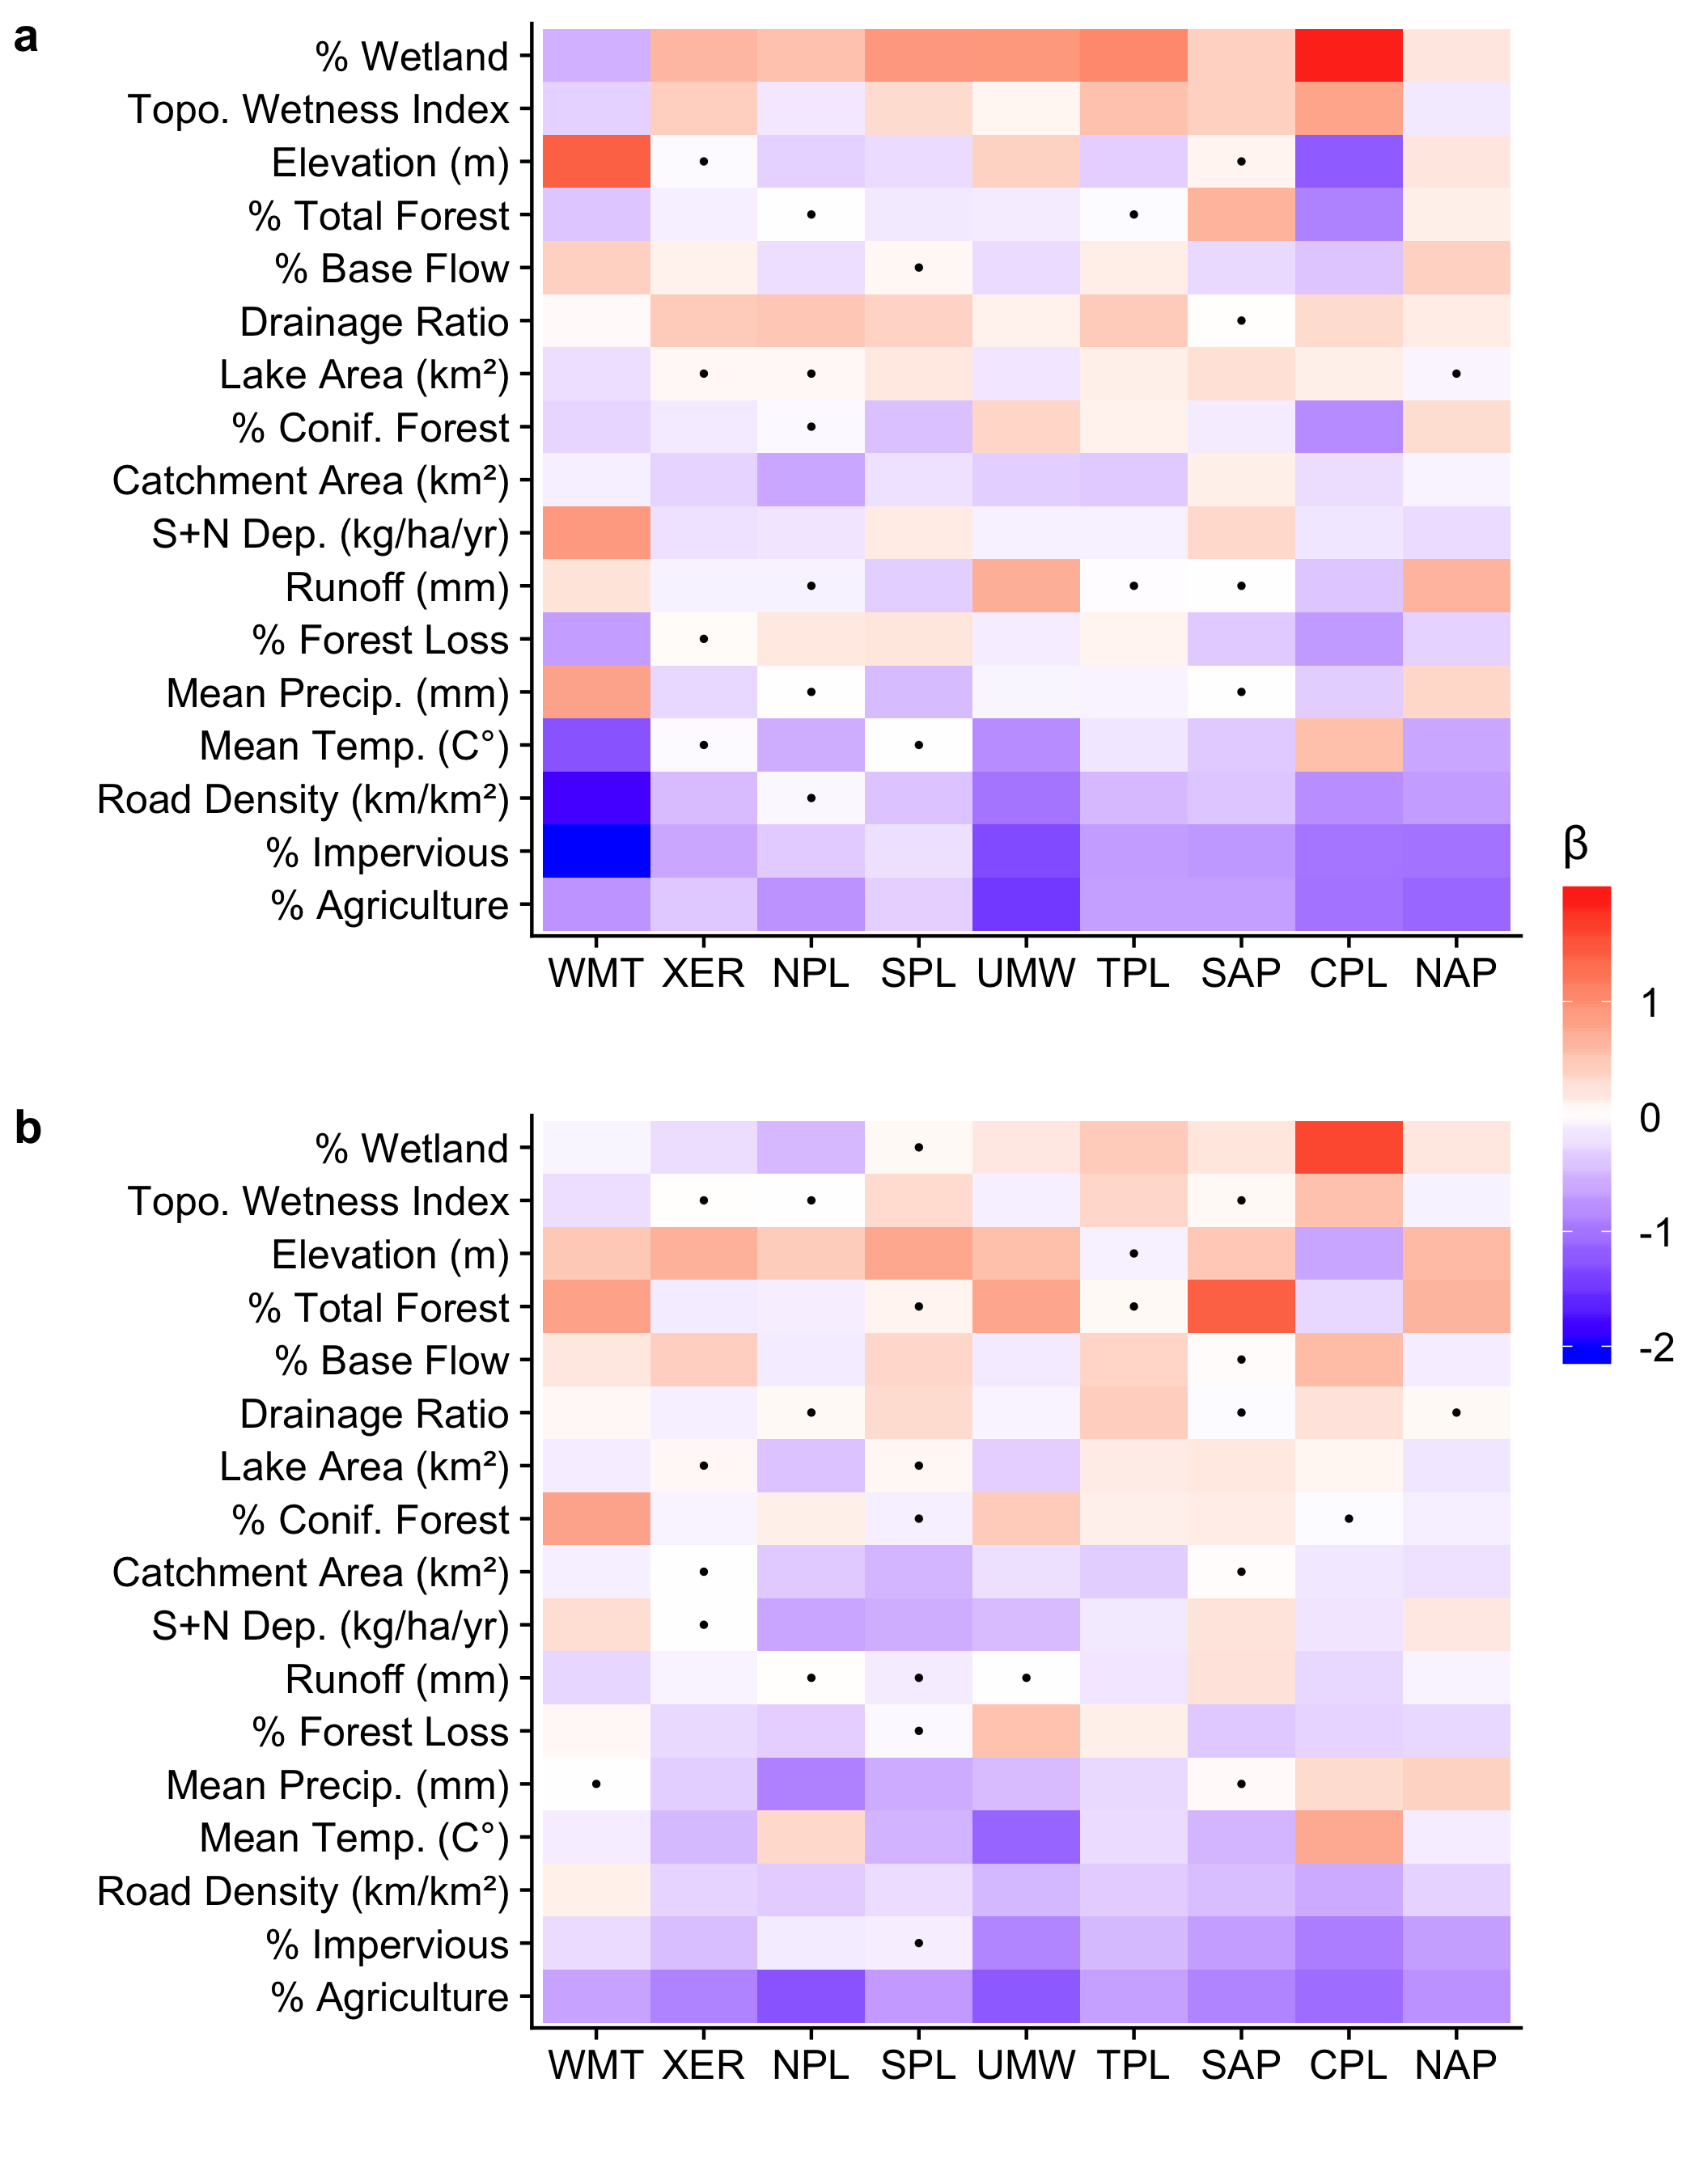 a
% Wetland
Topo. Wetness Index
Elevation (m)
% Total Forest
% Base Flow
Drainage Ratio
Lake Area (km²)
% Conif. Forest
Catchment Area (km²)
S+N Dep. (kg/ha/yr)
Runoff (mm)
% Forest Loss
Mean Precip. (mm)
Mean Temp. (C°)
Road Density (km/km²)
% Impervious
% Agriculture
WMT XER NPL SPL UMW TPL SAP CPL NAP
β
1
0
-1
-2
b
% Wetland
Topo. Wetness Index
Elevation (m)
% Total Forest
% Base Flow
Drainage Ratio
Lake Area (km²)
% Conif. Forest
Catchment Area (km²)
S+N Dep. (kg/ha/yr)
Runoff (mm)
% Forest Loss
Mean Precip. (mm)
Mean Temp. (C°)
Road Density (km/km²)
% Impervious
% Agriculture
WMT XER NPL SPL UMW TPL SAP CPL NAP